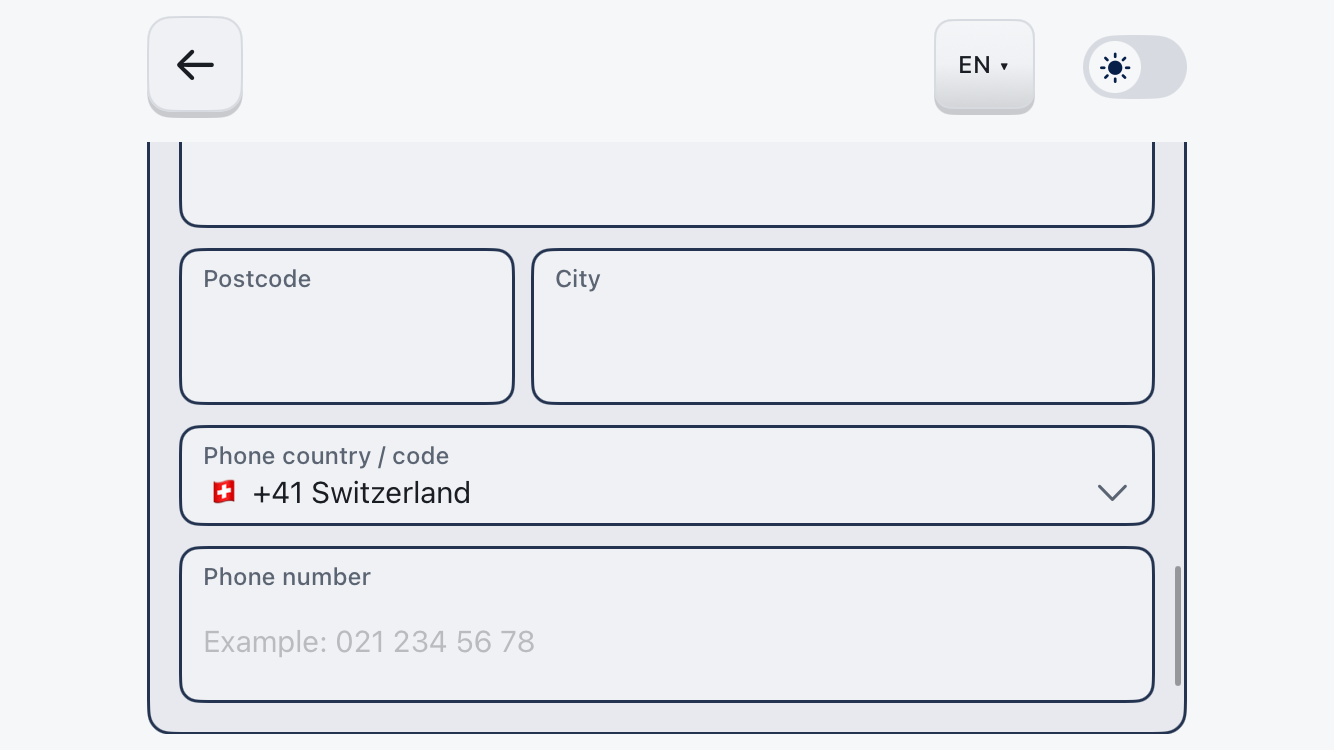 EN ▾
Postcode
City
Phone country / code
🇨🇭 +41 Switzerland
Phone number
Example: 021 234 56 78